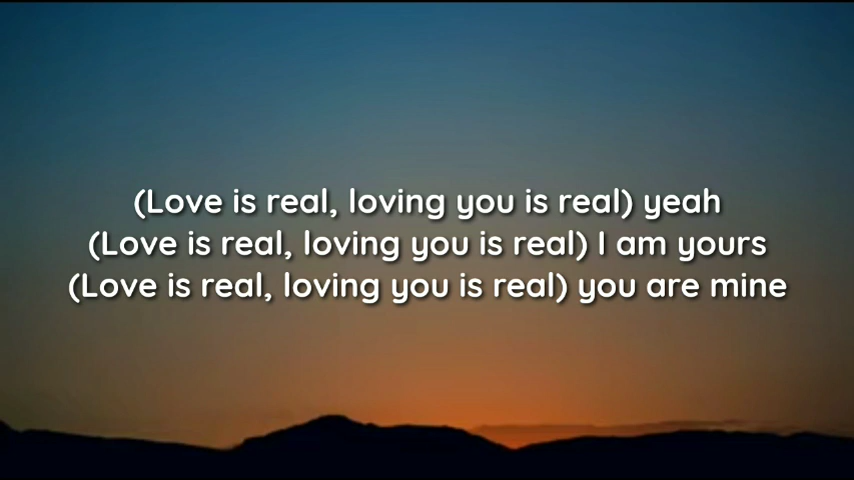 (Love is real, loving you is real) yeah
(Love is real, loving you is real) I am yours
(Love is real, loving you is real) you are mine